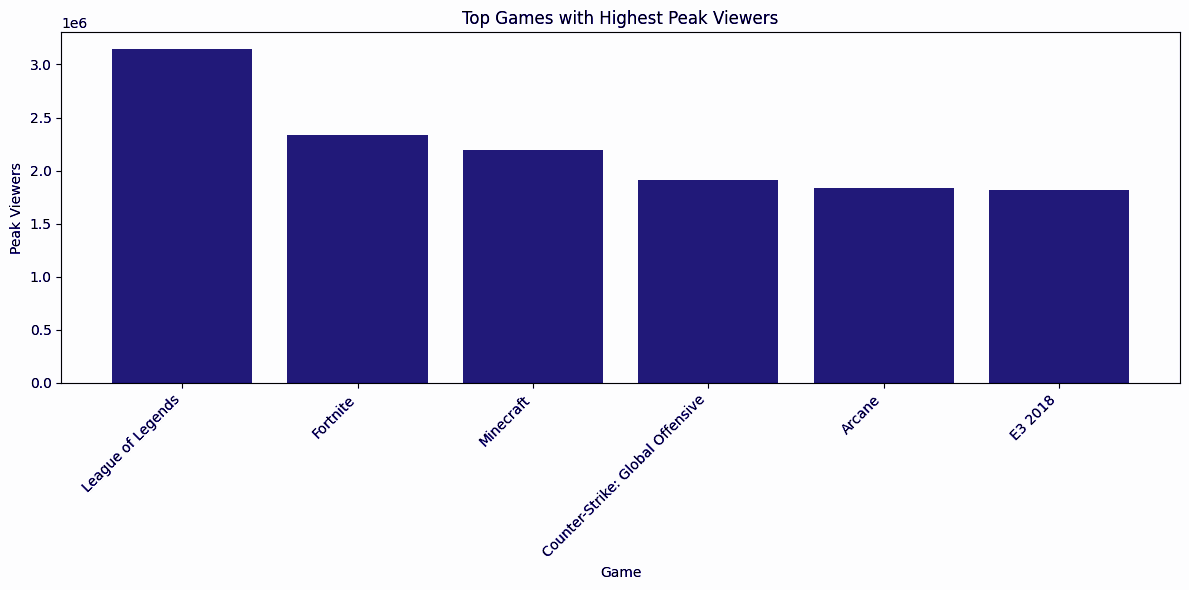 Top Games with Highest Peak Viewers
1e6
3.0
2.5
2.0
1.5
1.0
0.5
0.0
Peak Viewers
League of Legends
Fortnite
Minecraft
Counter-Strike: Global Offensive
Arcane
E3 2018
Game